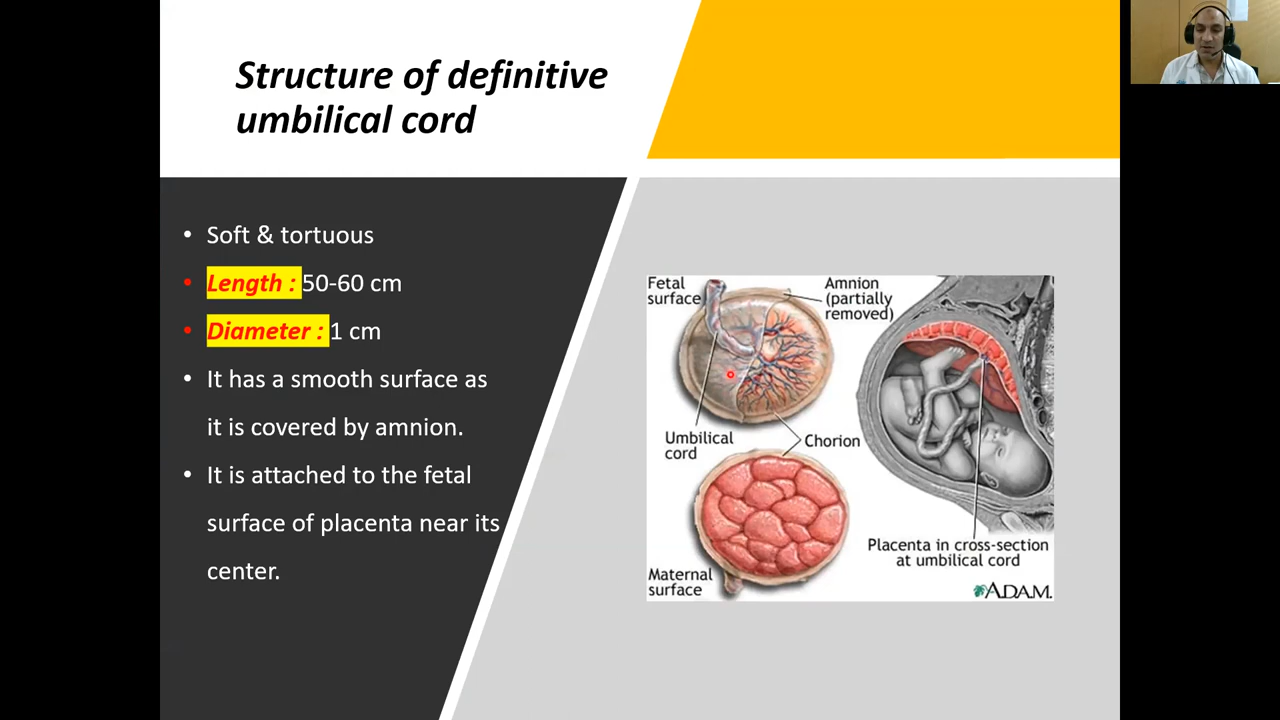 Structure of definitive
umbilical cord
• Soft & tortuous
• Length : 50-60 cm
• Diameter : 1 cm
• It has a smooth surface as
it is covered by amnion.
• It is attached to the fetal
surface of placenta near its
center.
Fetal
surface
Amnion
(partially
removed)
Umbilical
cord
Chorion
Placenta in cross-section
at umbilical cord
Maternal
surface
A.D.A.M.